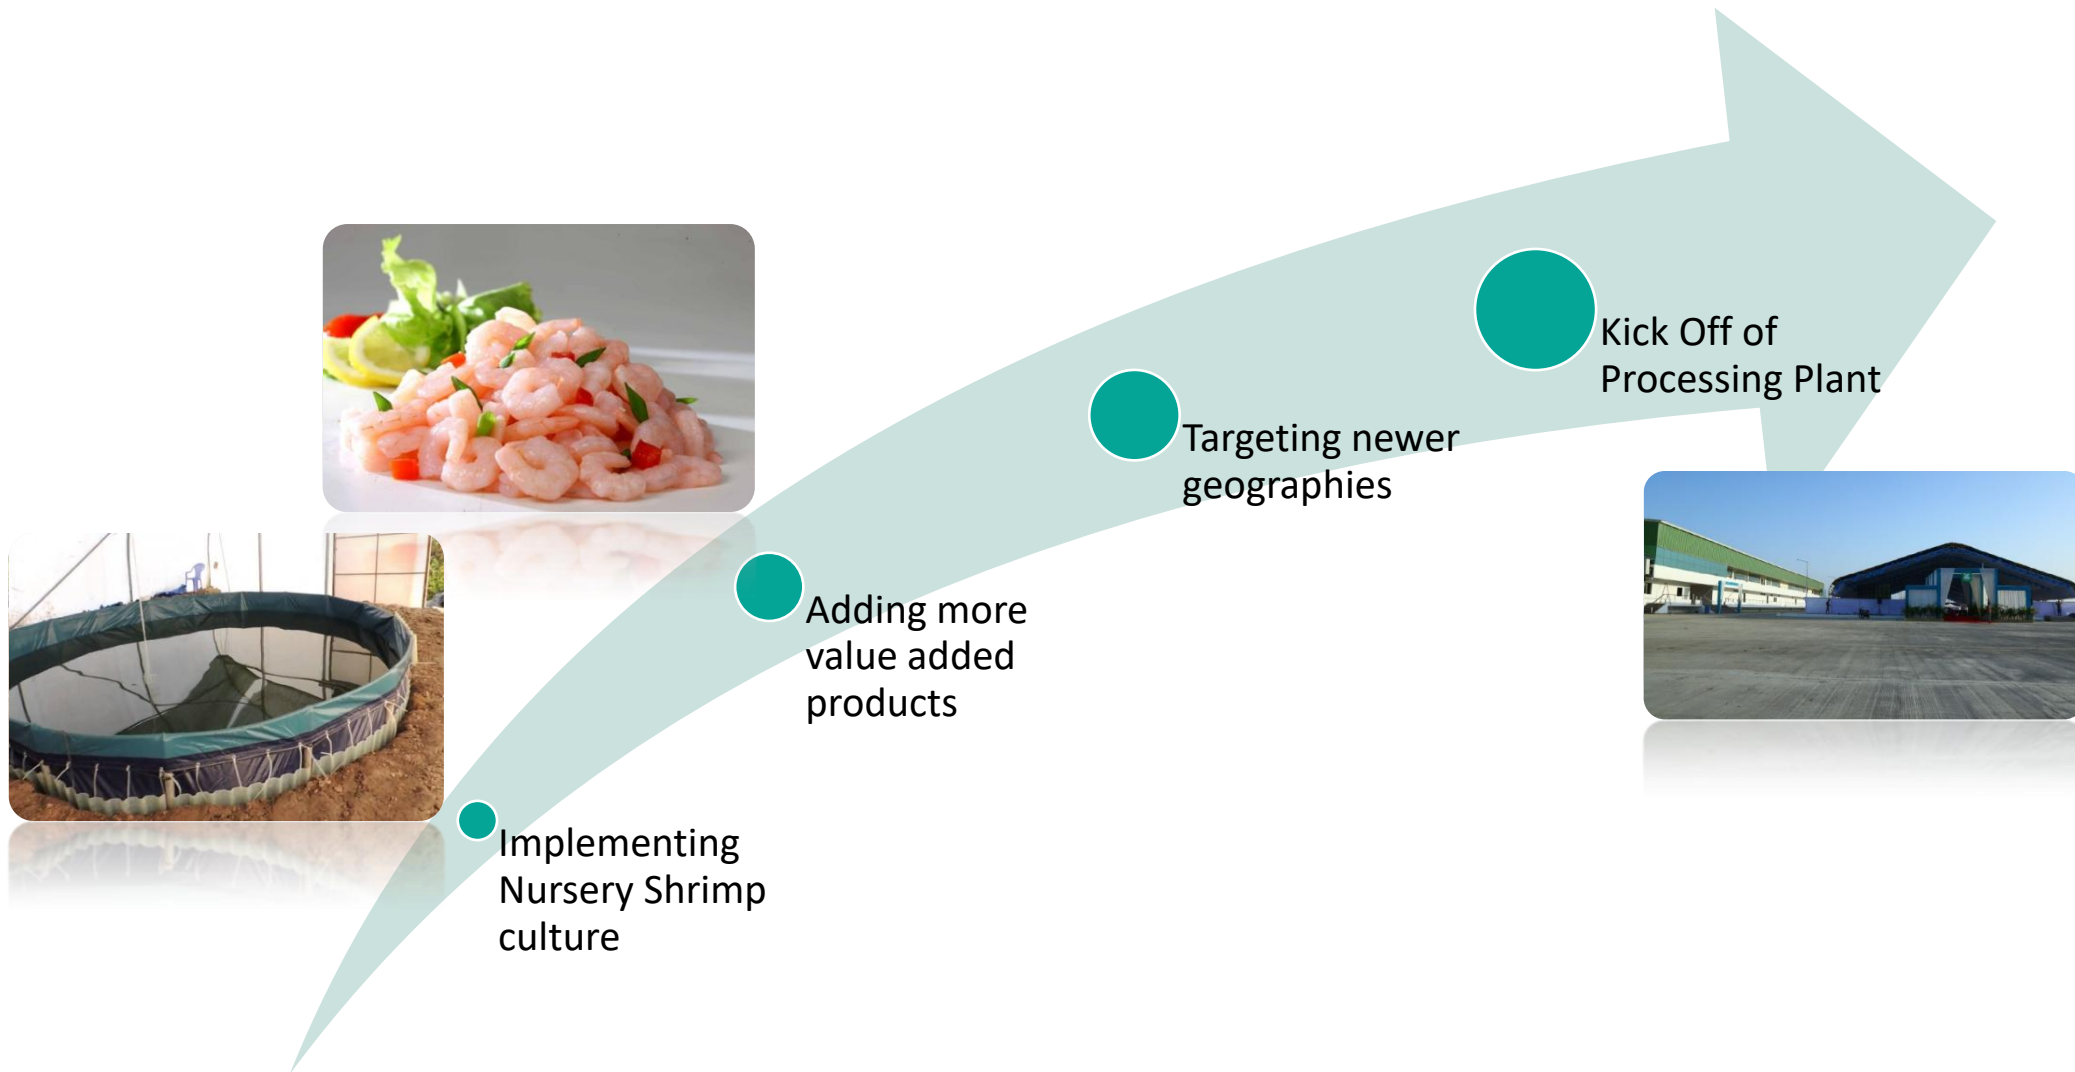 Kick Off of
Processing Plant
Targeting newer
geographies
Adding more
value added
products
Implementing
Nursery Shrimp
culture